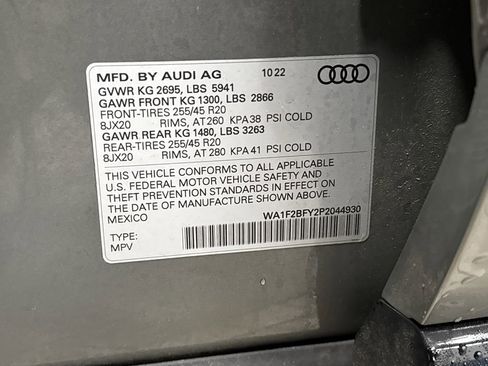 MFD. BY AUDI AG 10 22
GVWR KG 2695, LBS 5941
GAWR FRONT KG 1300, LBS 2866
FRONT-TIRES 255/45 R20
8JX20 RIMS, AT 260 KPA 38 PSI COLD
GAWR REAR KG 1480, LBS 3263
REAR-TIRES 255/45 R20
8JX20 RIMS, AT 280 KPA 41 PSI COLD
THIS VEHICLE CONFORMS TO ALL APPLICABLE
U.S. FEDERAL MOTOR VEHICLE SAFETY AND
THEFT PREVENTION STANDARDS IN EFFECT ON
THE DATE OF MANUFACTURE SHOWN ABOVE.
MEXICO WA1F2BFY2P2044930
TYPE:
MPV